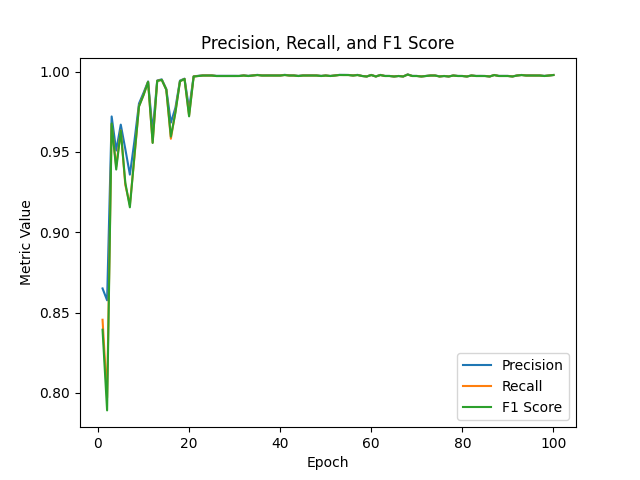 Precision, Recall, and F1 Score
1.00
0.95
0.90
0.85
0.80
Metric Value
0 20 40 60 80 100
Epoch
Precision
Recall
F1 Score